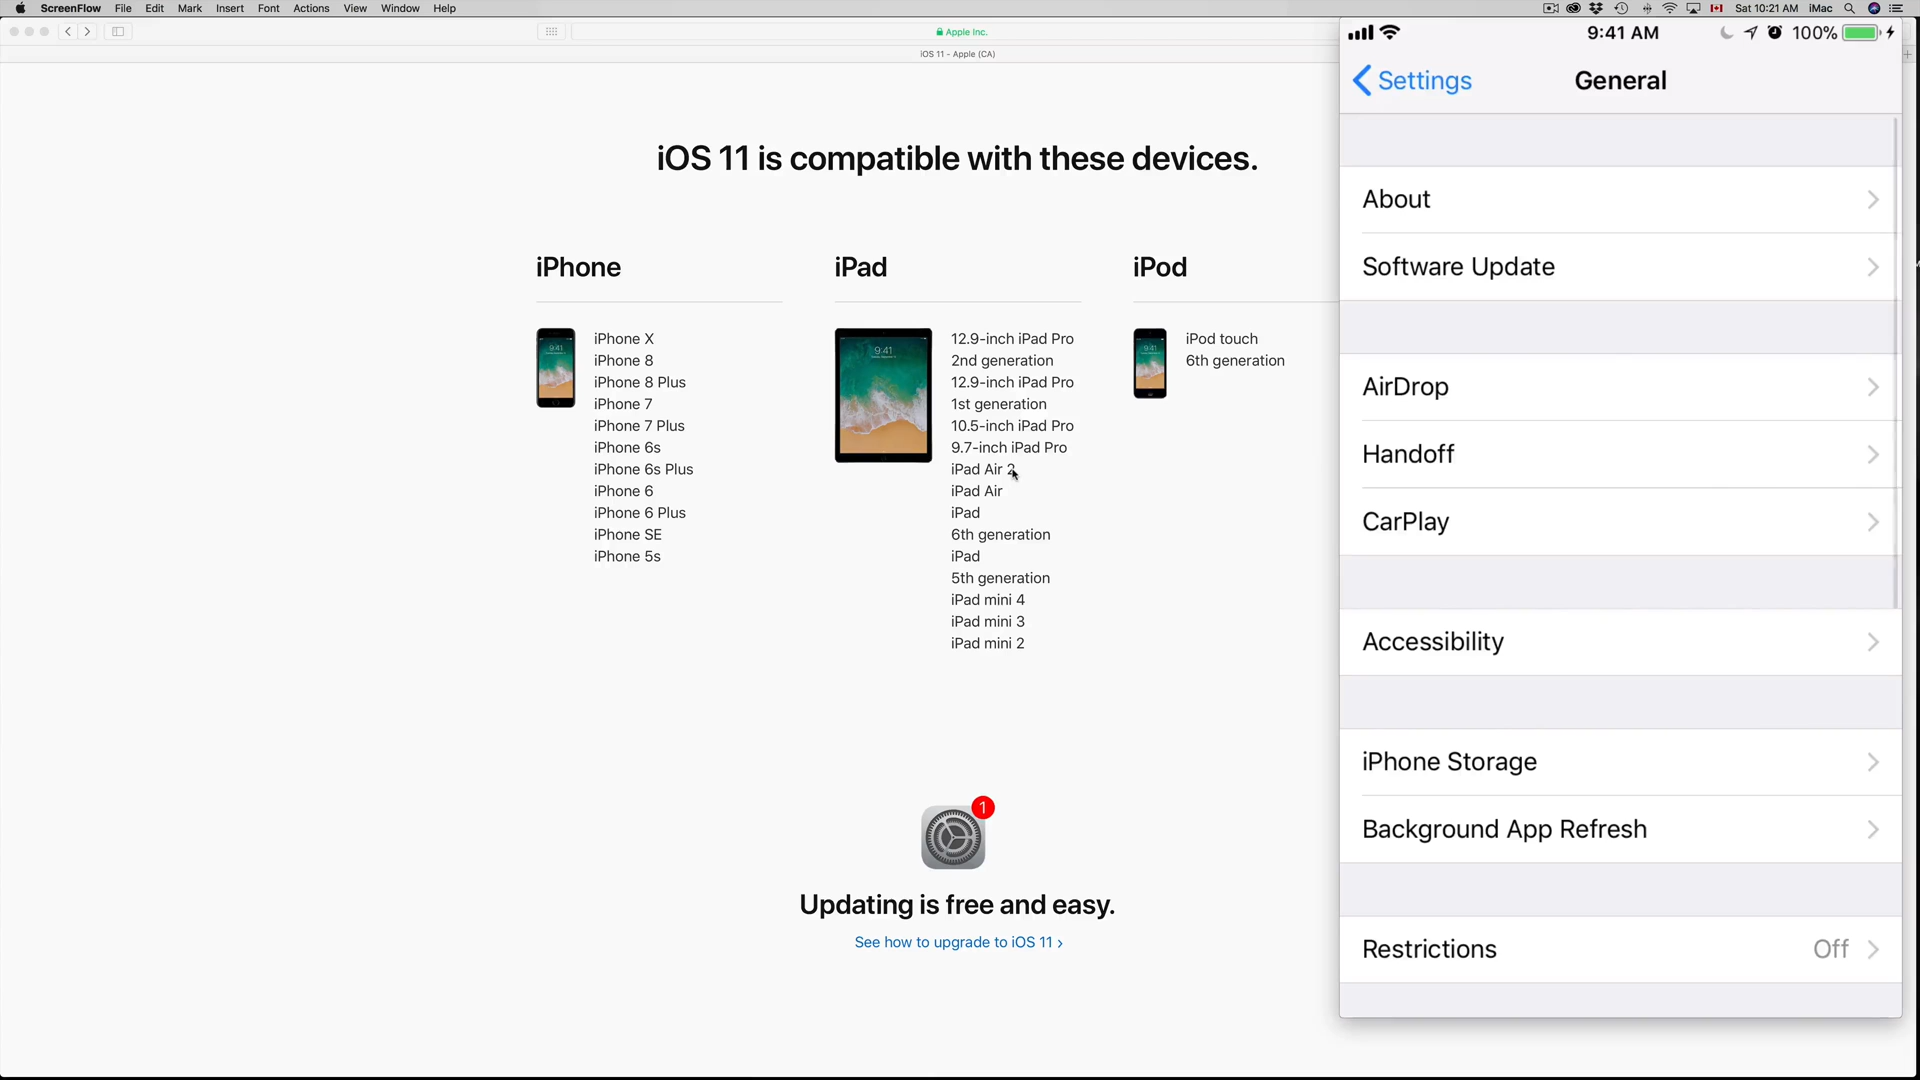 ScreenFlow File Edit Mark Insert Font Actions View Window Help
Sat 10:21 AM iMac
Apple Inc.
iOS 11 - Apple (CA)
iOS 11 is compatible with these devices.
iPhone
iPhone X
iPhone 8
iPhone 8 Plus
iPhone 7
iPhone 7 Plus
iPhone 6s
iPhone 6s Plus
iPhone 6
iPhone 6 Plus
iPhone SE
iPhone 5s
iPad
9:41
12.9-inch iPad Pro
2nd generation
12.9-inch iPad Pro
1st generation
10.5-inch iPad Pro
9.7-inch iPad Pro
iPad Air 2
iPad Air
iPad
6th generation
iPad
5th generation
iPad mini 4
iPad mini 3
iPad mini 2
iPod
9:41
iPod touch
6th generation
1
Updating is free and easy.
See how to upgrade to iOS 11 ›
9:41 AM 100%
Settings General
About
Software Update
AirDrop
Handoff
CarPlay
Accessibility
iPhone Storage
Background App Refresh
Restrictions Off